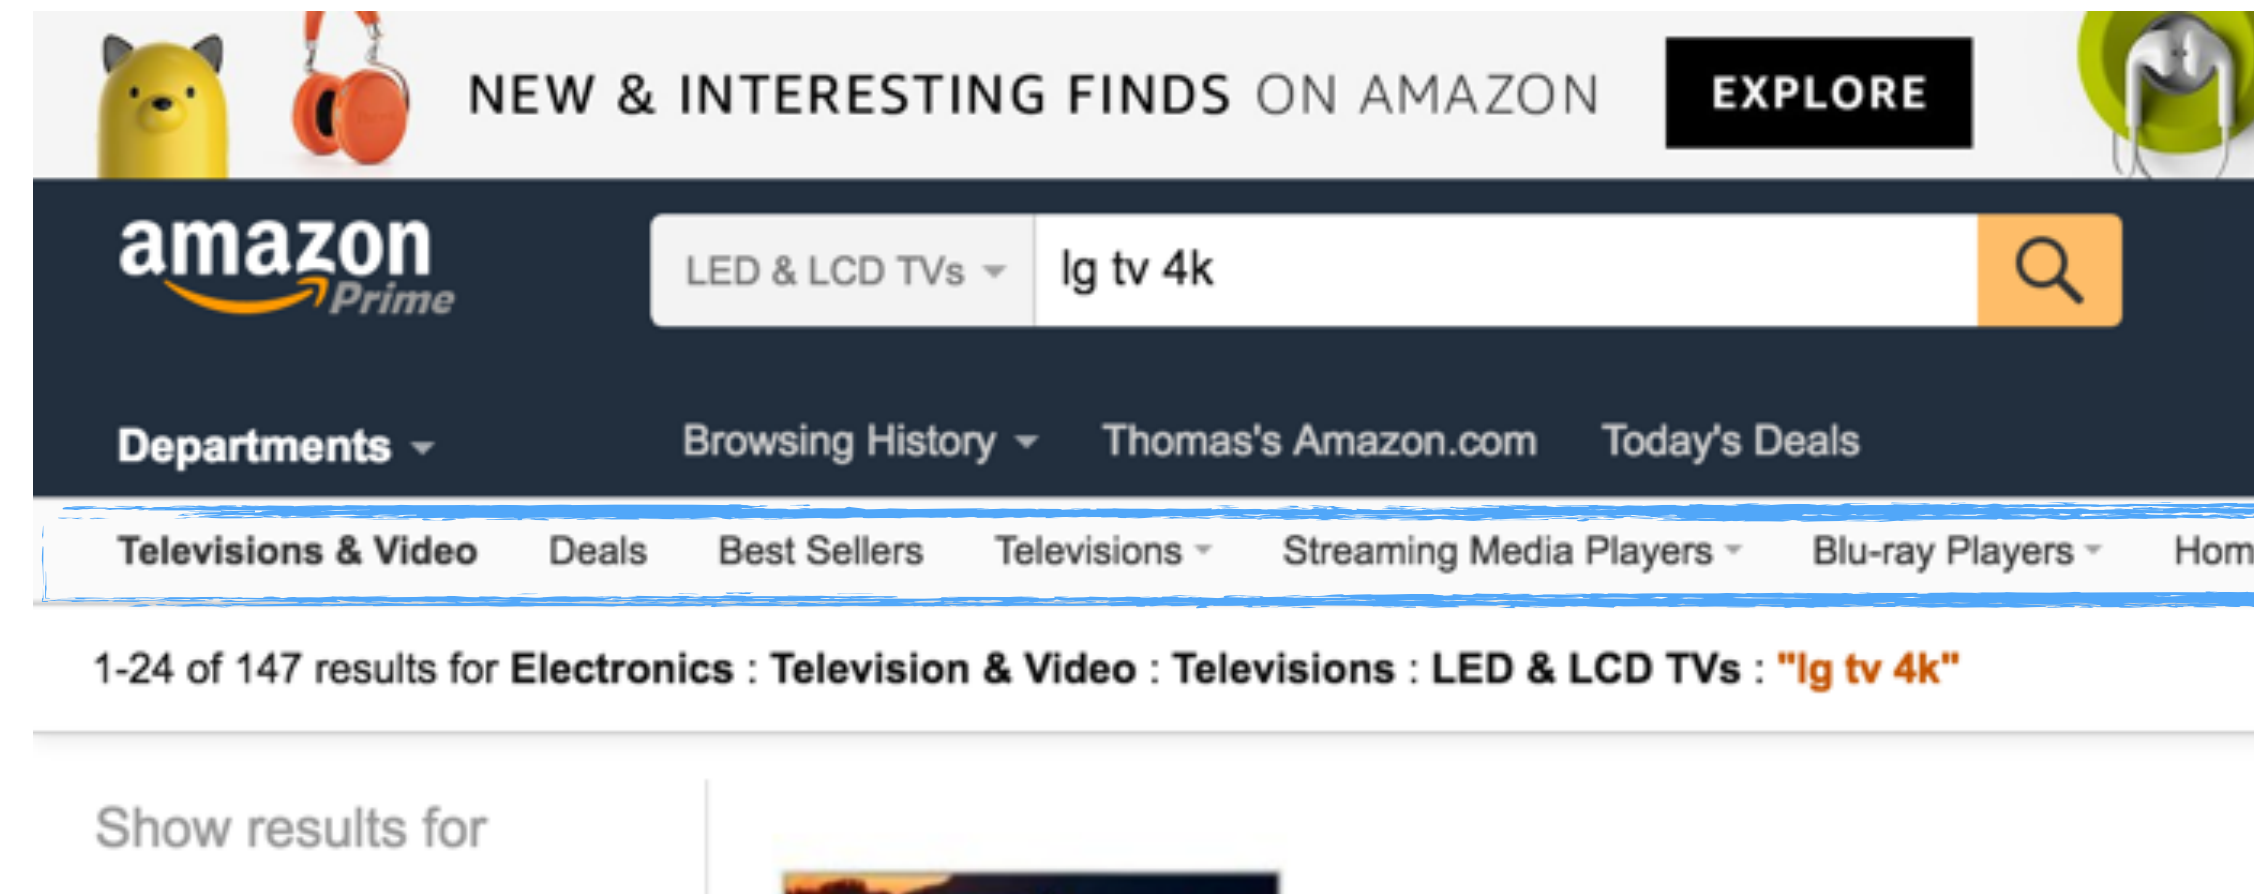 NEW & INTERESTING FINDS ON AMAZON EXPLORE
amazon
Prime
LED & LCD TVs lg tv 4k
Departments Browsing History Thomas's Amazon.com Today's Deals
Televisions & Video Deals Best Sellers Televisions Streaming Media Players Blu-ray Players Hom
1-24 of 147 results for Electronics : Television & Video : Televisions : LED & LCD TVs : "lg tv 4k"
Show results for